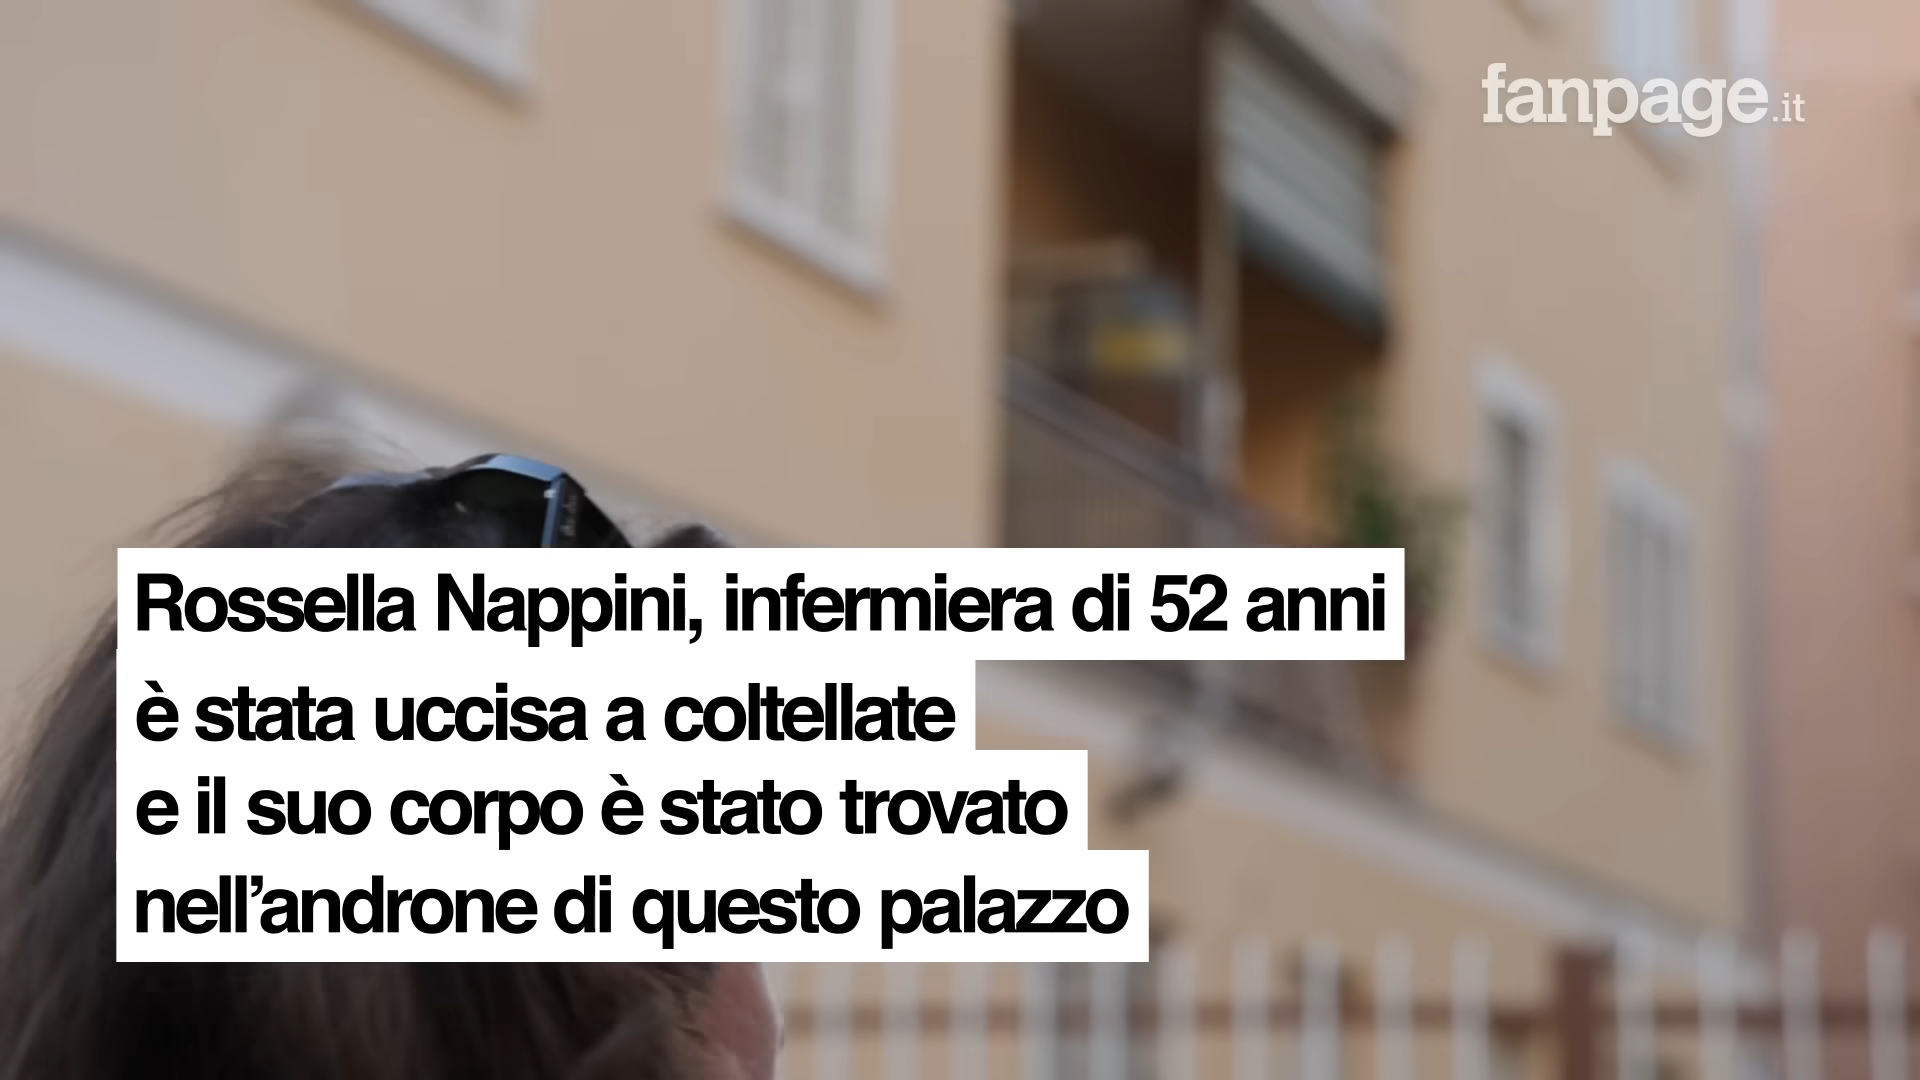 fanpage.it
Rossella Nappini, infermiera di 52 anni
è stata uccisa a coltellate
e il suo corpo è stato trovato
nell’androne di questo palazzo